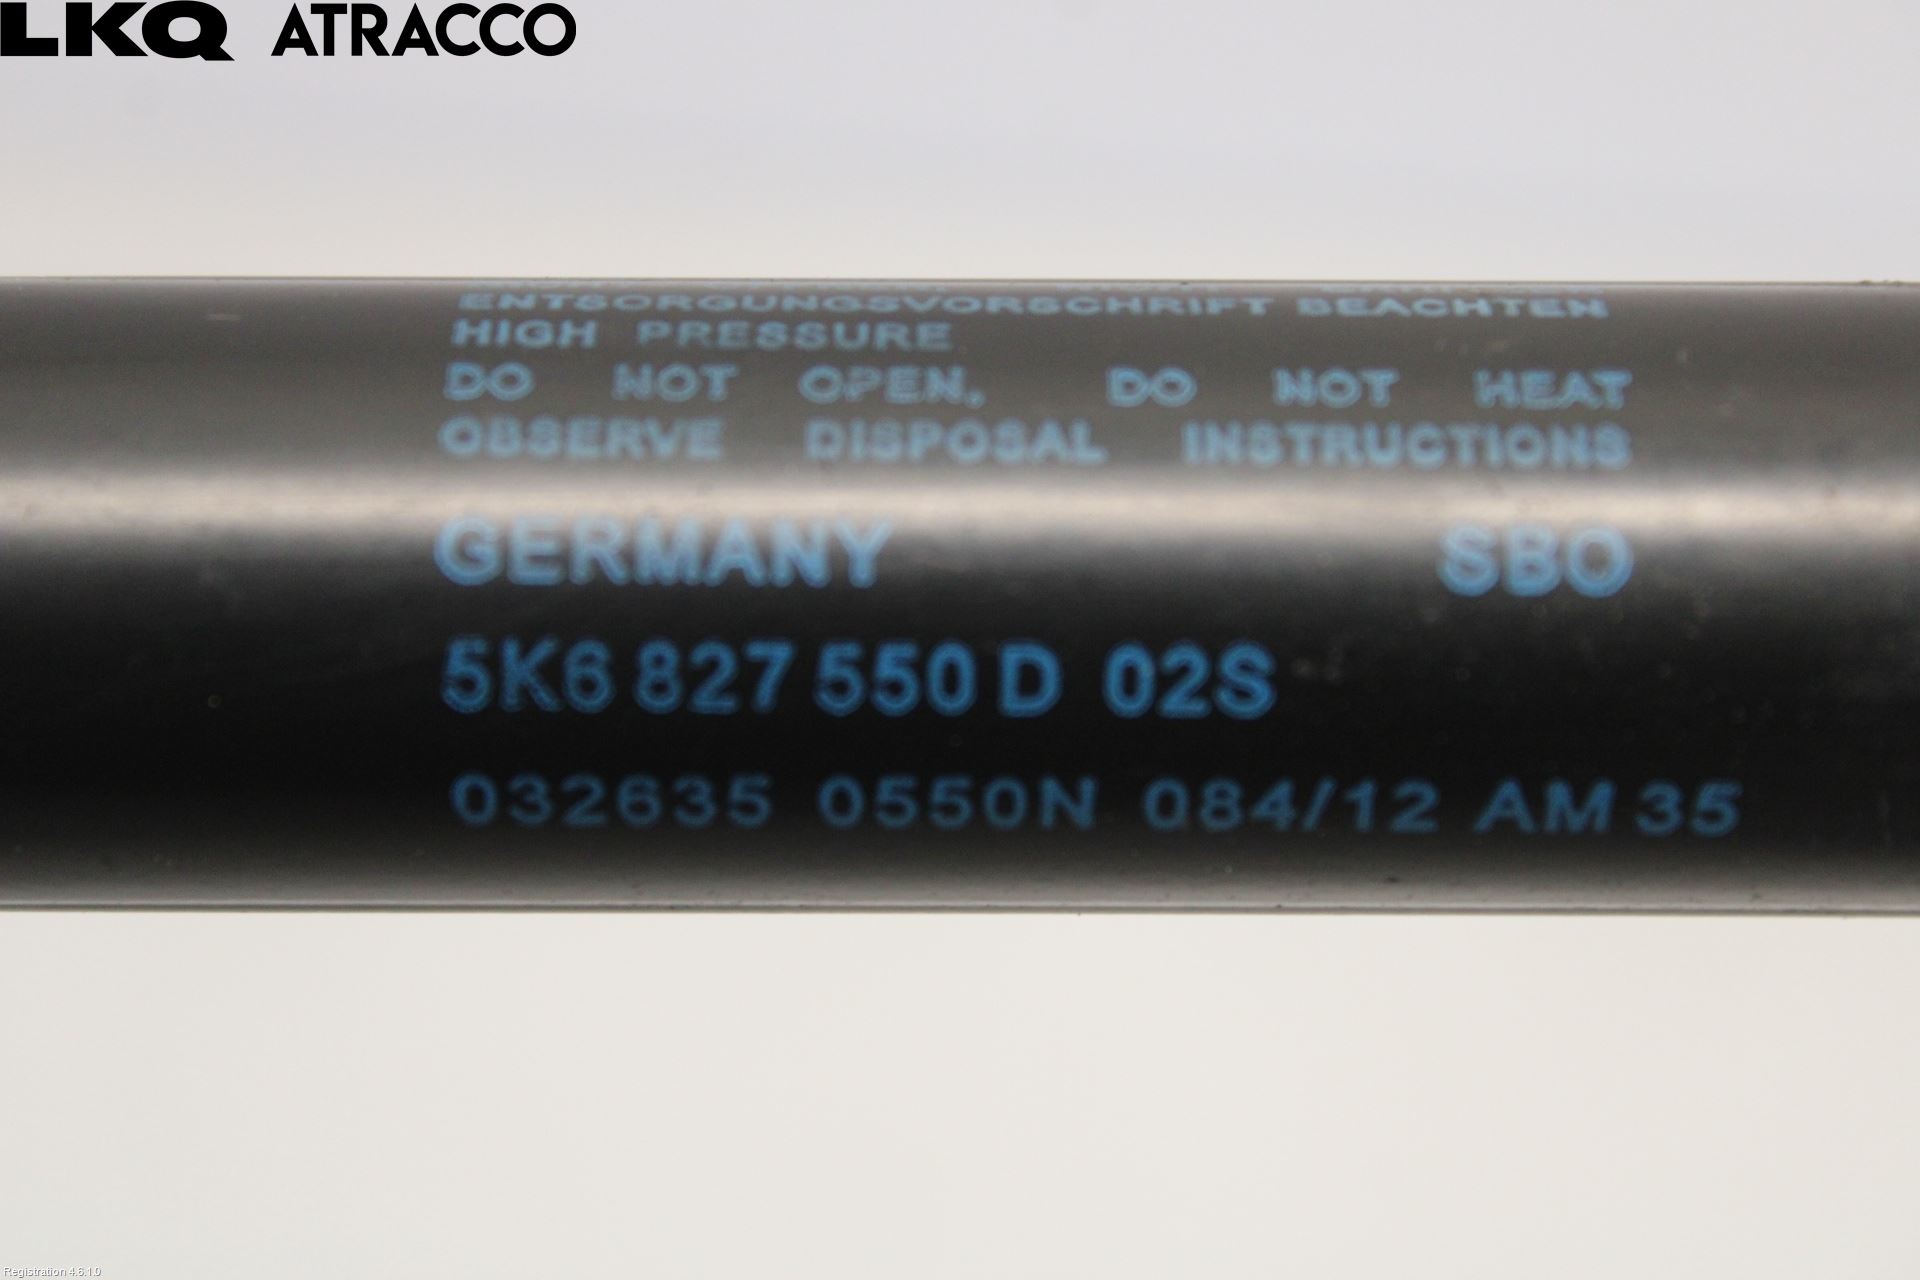 LKQ ATRACCO
ENTSORGUNGSVORSCHRIFT BEACHTEN
HIGH PRESSURE
DO NOT OPEN, DO NOT HEAT
OBSERVE DISPOSAL INSTRUCTIONS
GERMANY SBO
5K6 827 550 D 02S
032635 0550N 084/12 AM 35
Registration 4.6.1.0